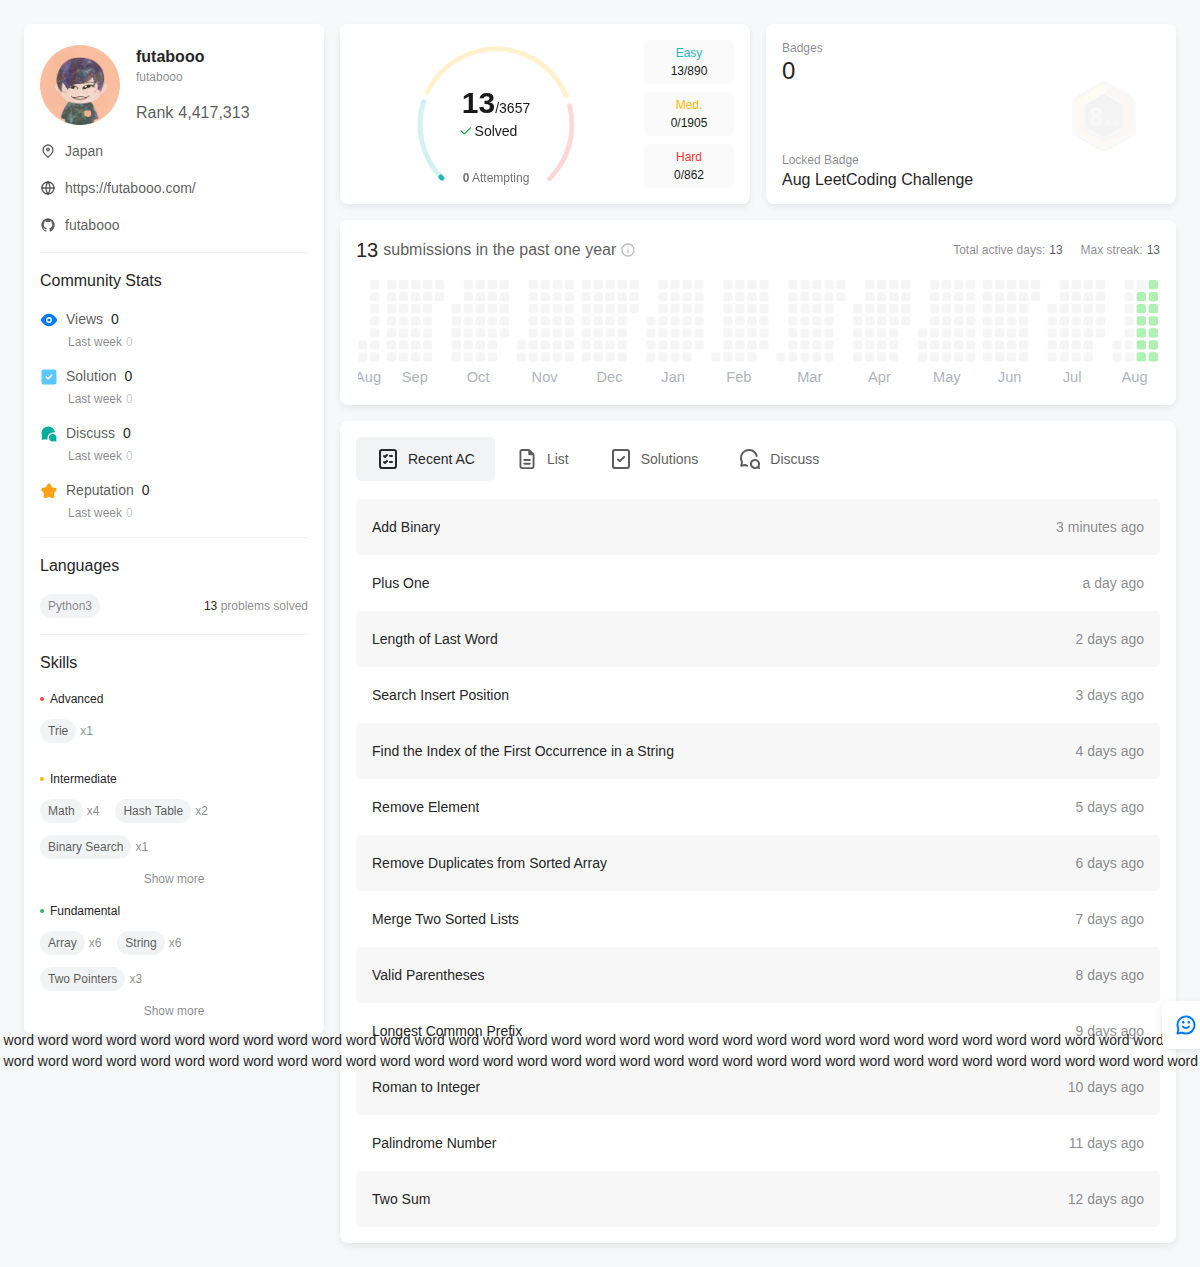 futabooo
futabooo
Rank 4,417,313
Japan
https://futabooo.com/
futabooo
Community Stats
Views 0
Last week 0
Solution 0
Last week 0
Discuss 0
Last week 0
Reputation 0
Last week 0
Languages
Python3 13 problems solved
Skills
Advanced
Trie x1
Intermediate
Math x4 Hash Table x2
Binary Search x1
Show more
Fundamental
Array x6 String x6
Two Pointers x3
Show more
13/3657
Solved
0 Attempting
Easy
13/890
Med.
0/1905
Hard
0/862
Badges
0
Locked Badge
Aug LeetCoding Challenge
13 submissions in the past one year
Total active days: 13 Max streak: 13
Aug Sep Oct Nov Dec Jan Feb Mar Apr May Jun Jul Aug
Recent AC List Solutions Discuss
Add Binary 3 minutes ago
Plus One a day ago
Length of Last Word 2 days ago
Search Insert Position 3 days ago
Find the Index of the First Occurrence in a String 4 days ago
Remove Element 5 days ago
Remove Duplicates from Sorted Array 6 days ago
Merge Two Sorted Lists 7 days ago
Valid Parentheses 8 days ago
Longest Common Prefix 9 days ago
word word word word word word word word word word word word word word word word word word word word word word word word word word word word word word word word word word
word word word word word word word word word word word word word word word word word word word word word word word word word word word word word word word word word word word
Roman to Integer 10 days ago
Palindrome Number 11 days ago
Two Sum 12 days ago